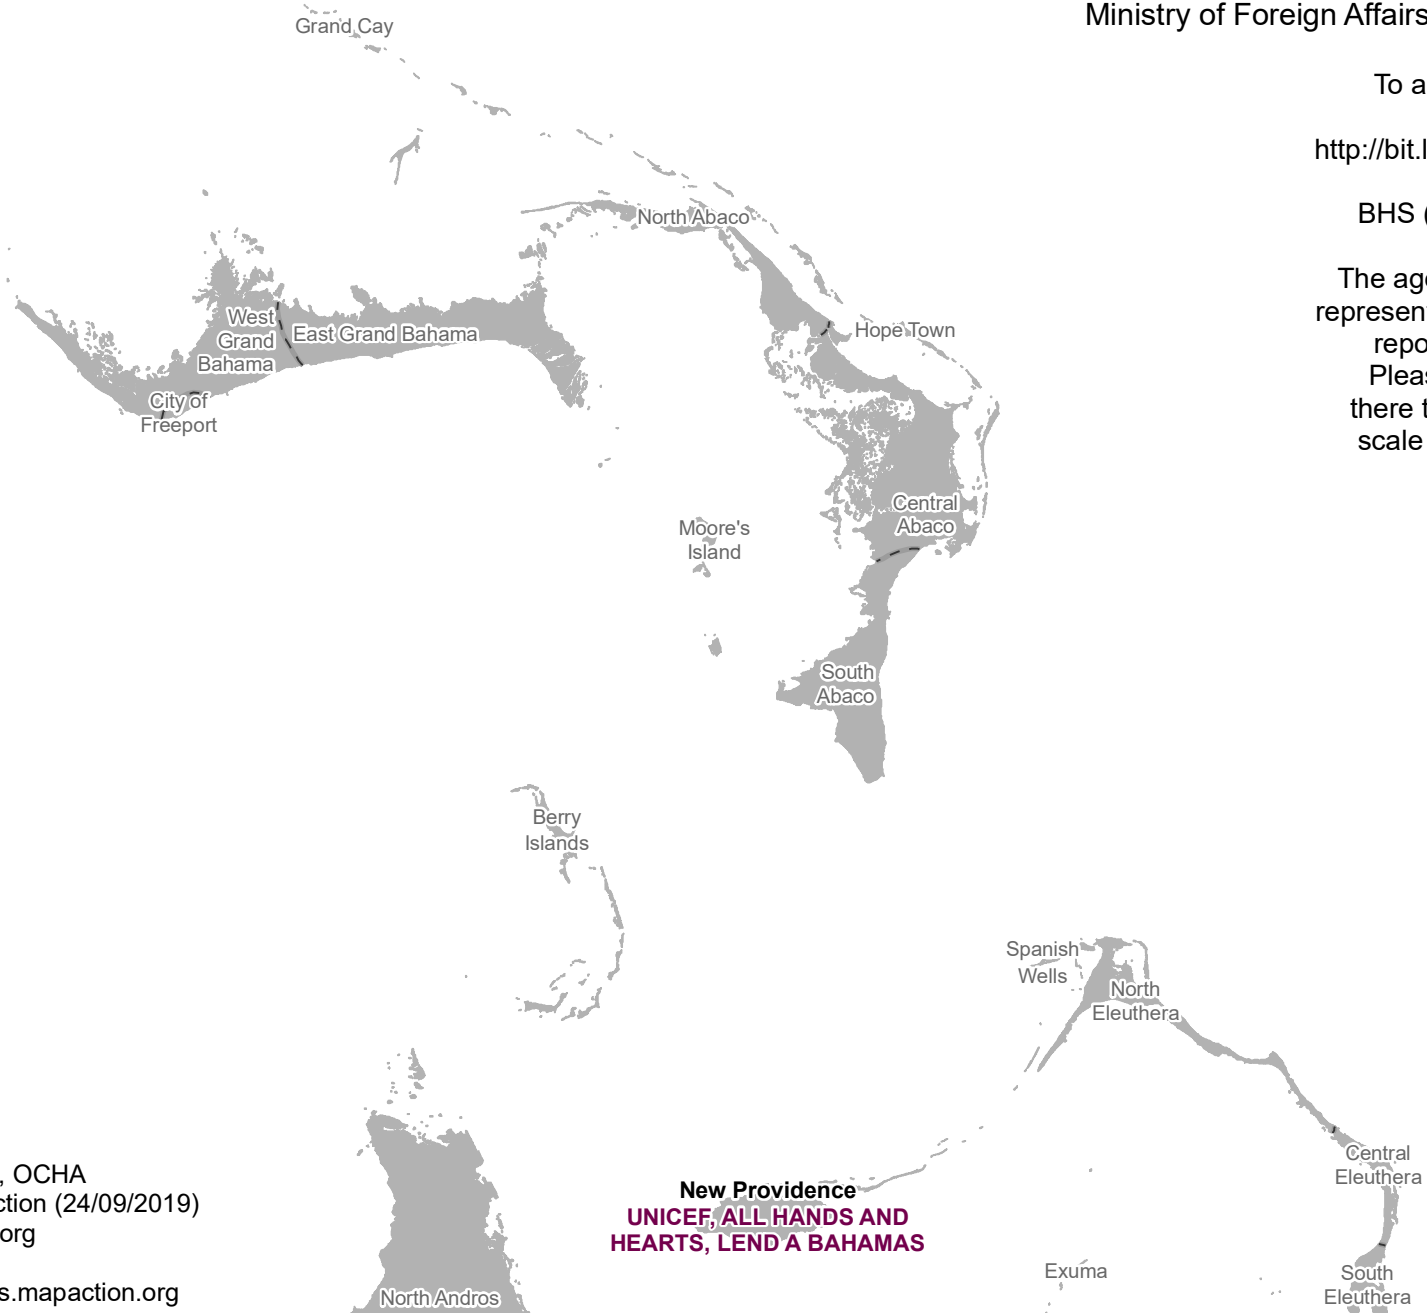 Ministry of Foreign Affairs
To a
http://bit.l
BHS (
The age
represent
repo
Pleas
there t
scale
Grand Cay
North Abaco
West
Grand
Bahama
East Grand Bahama
Hope Town
City of
Freeport
Central
Abaco
Moore's
Island
South
Abaco
Berry
Islands
Spanish
Wells
North
Eleuthera
Central
Eleuthera
New Providence
UNICEF, ALL HANDS AND
HEARTS, LEND A BAHAMAS
Exuma
South
Eleuthera
North Andros
, OCHA
ction (24/09/2019)
org
s.mapaction.org